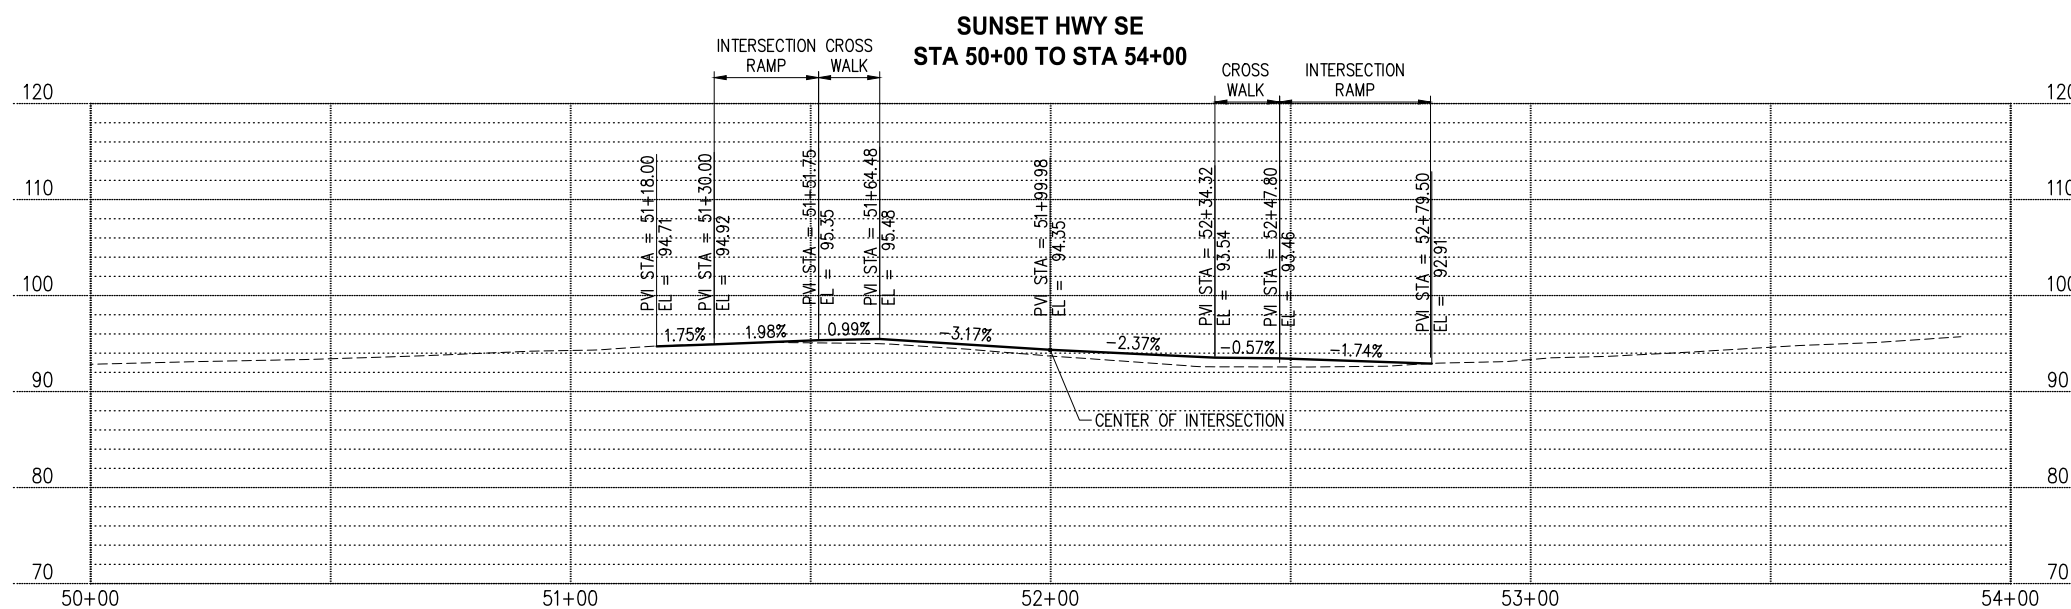 SUNSET HWY SE
STA 50+00 TO STA 54+00
INTERSECTION
RAMP
CROSS
WALK
CROSS
WALK
INTERSECTION
RAMP
120
120
110
110
100
100
90
90
80
80
70
70
PVI STA = 51+18.00
EL = 94.71
PVI STA = 51+30.00
EL = 94.92
PVI STA = 51+51.75
EL = 95.35
PVI STA = 51+64.48
EL = 95.48
PVI STA = 51+99.98
EL = 94.35
PVI STA = 52+34.32
EL = 93.54
PVI STA = 52+47.80
EL = 93.46
PVI STA = 52+79.50
EL = 92.91
1.75%
1.98%
0.99%
-3.17%
-2.37%
-0.57%
-1.74%
CENTER OF INTERSECTION
50+00
51+00
52+00
53+00
54+00